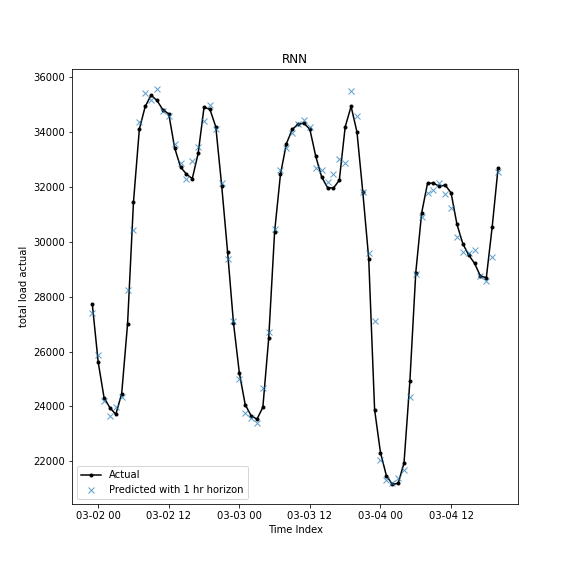 RNN
total load actual
36000
34000
32000
30000
28000
26000
24000
22000
Actual
Predicted with 1 hr horizon
03-02 00 03-02 12 03-03 00 03-03 12 03-04 00 03-04 12
Time Index